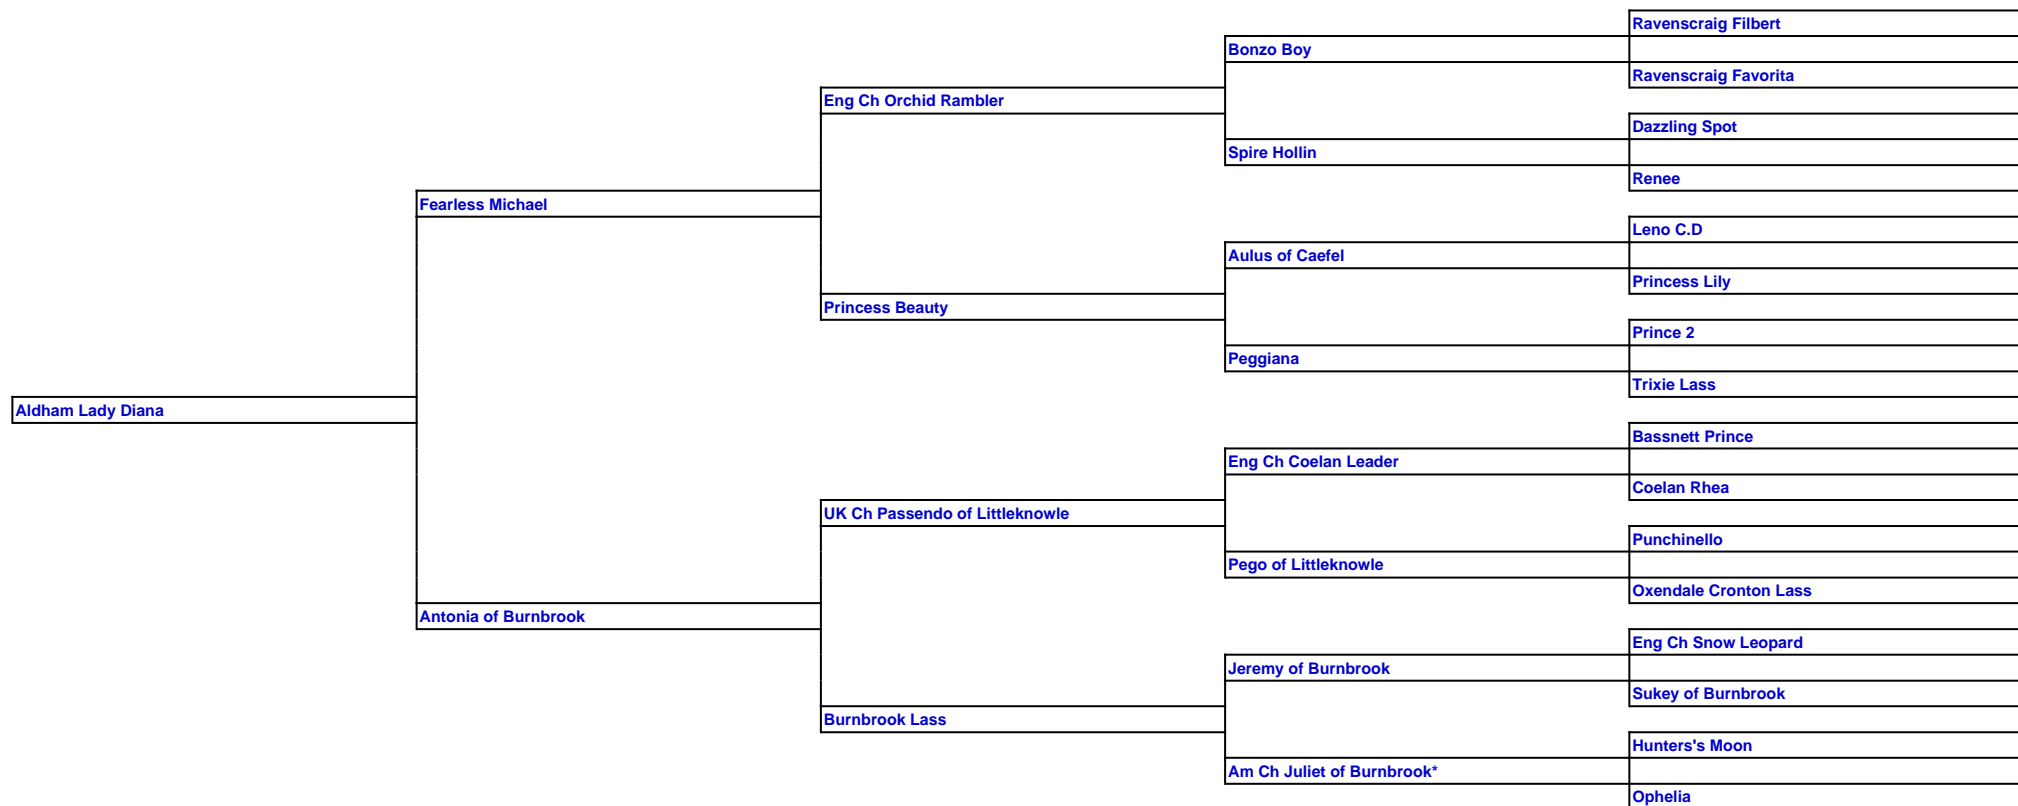 Ravenscraig Filbert
Bonzo Boy
Ravenscraig Favorita
Eng Ch Orchid Rambler
Dazzling Spot
Spire Hollin
Renee
Fearless Michael
Leno C.D
Aulus of Caefel
Princess Lily
Princess Beauty
Prince 2
Peggiana
Trixie Lass
Aldham Lady Diana
Bassnett Prince
Eng Ch Coelan Leader
Coelan Rhea
UK Ch Passendo of Littleknowle
Punchinello
Pego of Littleknowle
Oxendale Cronton Lass
Antonia of Burnbrook
Eng Ch Snow Leopard
Jeremy of Burnbrook
Sukey of Burnbrook
Burnbrook Lass
Hunters's Moon
Am Ch Juliet of Burnbrook*
Ophelia